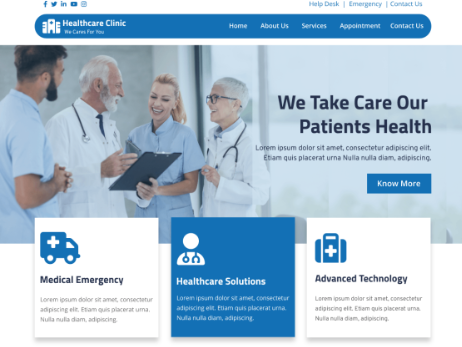 Help Desk | Emergency | Contact Us
Healthcare Clinic
We Cares For You
Home About Us Services Appointment Contact Us
We Take Care Our
Patients Health
Lorem ipsum dolor sit amet, consectetur adipiscing elit.
Etiam quis placerat urna Nulla nulla diam, adipiscing.
Know More
Medical Emergency
Lorem ipsum dolor sit amet, consectetur
adipiscing elit. Etiam quis placerat urna
Nulla nulla diam, adipiscing.
Healthcare Solutions
Lorem ipsum dolor sit amet, consectetur
adipiscing elit. Etiam quis placerat urna
Nulla nulla diam, adipiscing.
Advanced Technology
Lorem ipsum dolor sit amet, consectetur
adipiscing elit. Etiam quis placerat urna
Nulla nulla diam, adipiscing.